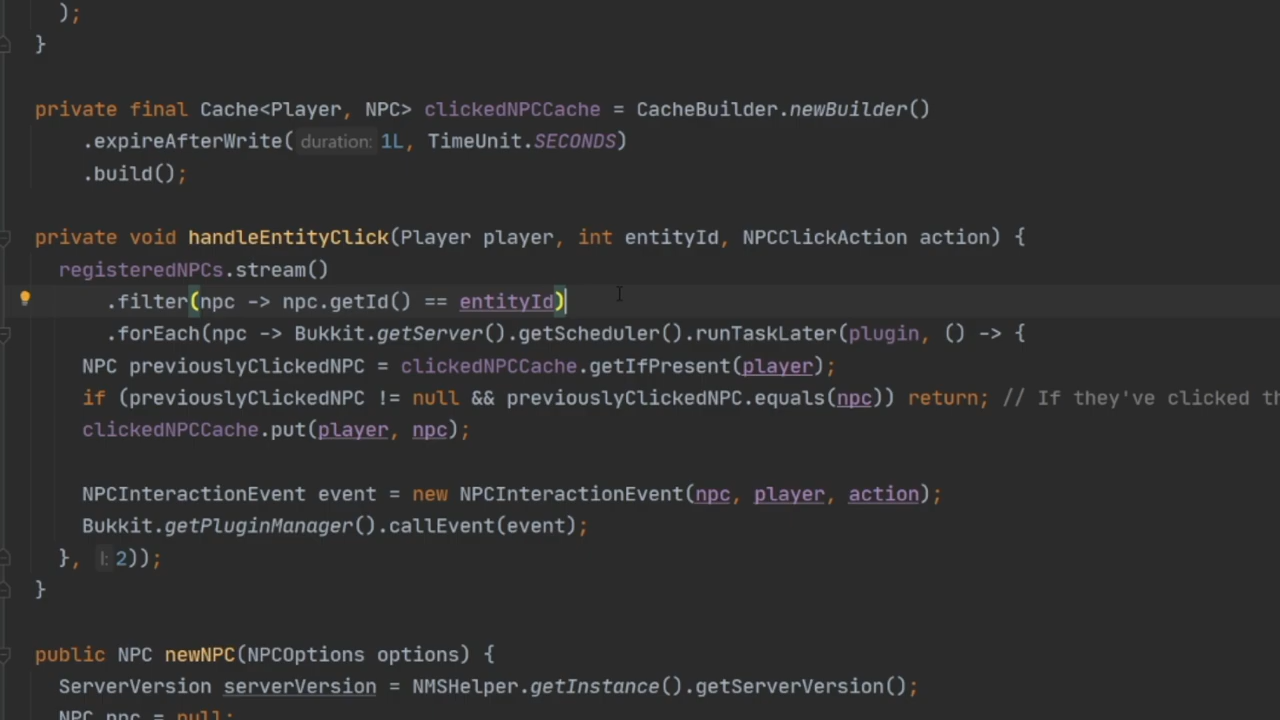 );
}
private final Cache<Player, NPC> clickedNPCCache = CacheBuilder.newBuilder()
.expireAfterWrite( duration: 1L, TimeUnit.SECONDS)
.build();
private void handleEntityClick(Player player, int entityId, NPCClickAction action) {
registeredNPCs.stream()
.filter(npc -> npc.getId() == entityId)
.forEach(npc -> Bukkit.getServer().getScheduler().runTaskLater(plugin, () -> {
NPC previouslyClickedNPC = clickedNPCCache.getIfPresent(player);
if (previouslyClickedNPC != null && previouslyClickedNPC.equals(npc)) return; // If they've clicked th
clickedNPCCache.put(player, npc);
NPCInteractionEvent event = new NPCInteractionEvent(npc, player, action);
Bukkit.getPluginManager().callEvent(event);
}, l: 2));
}
public NPC newNPC(NPCOptions options) {
ServerVersion serverVersion = NMSHelper.getInstance().getServerVersion();
NPC npc = null;